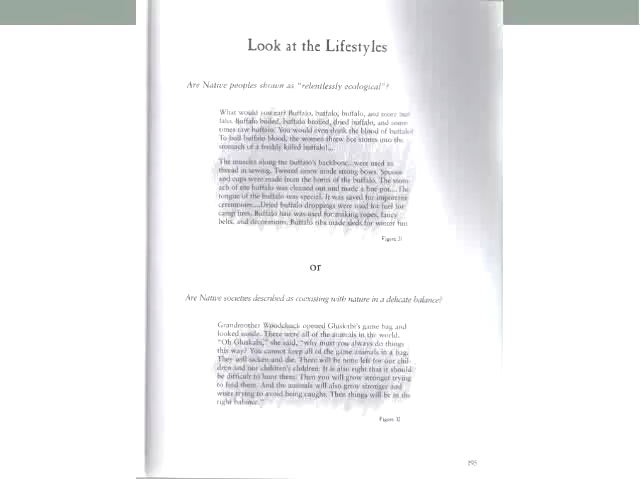 Look at the Lifestyles
Are Native peoples shown as "relentlessly ecological"?
What would you eat? Buffalo, buffalo, buffalo, and more buf-
falo. Buffalo boiled, buffalo broiled, dried buffalo, and some-
times raw buffalo. You would even drink the blood of buffalo!
To boil buffalo blood, the women threw hot stones into the
stomach of a freshly killed buffalo!...
The muscles along the buffalo's backbone...were used as
thread in sewing. Twisted sinew made strong bows. Spoons
and cups were made from the horns of the buffalo. The stom-
ach of the buffalo was cleaned out and made a fine pot.... The
tongue of the buffalo was special. It was saved for important
ceremonies....Dried buffalo droppings were used for fuel for
camp fires. Buffalo hair was used for making ropes, fancy
belts, and decorations. Buffalo ribs made sleds for winter fun.
Figure 31
or
Are Native societies described as coexisting with nature in a delicate balance?
Grandmother Woodchuck opened Gluskabi's game bag and
looked inside. There were all of the animals in the world.
"Oh Gluskabi," she said, "why must you always do things
this way? You cannot keep all of the game animals in a bag.
They will sicken and die. There will be none left for our chil-
dren and our children's children. It is also right that it should
be difficult to hunt them. Then you will grow stronger trying
to find them. And the animals will also grow stronger and
wiser trying to avoid being caught. Then things will be in the
right balance."
Figure 32
195